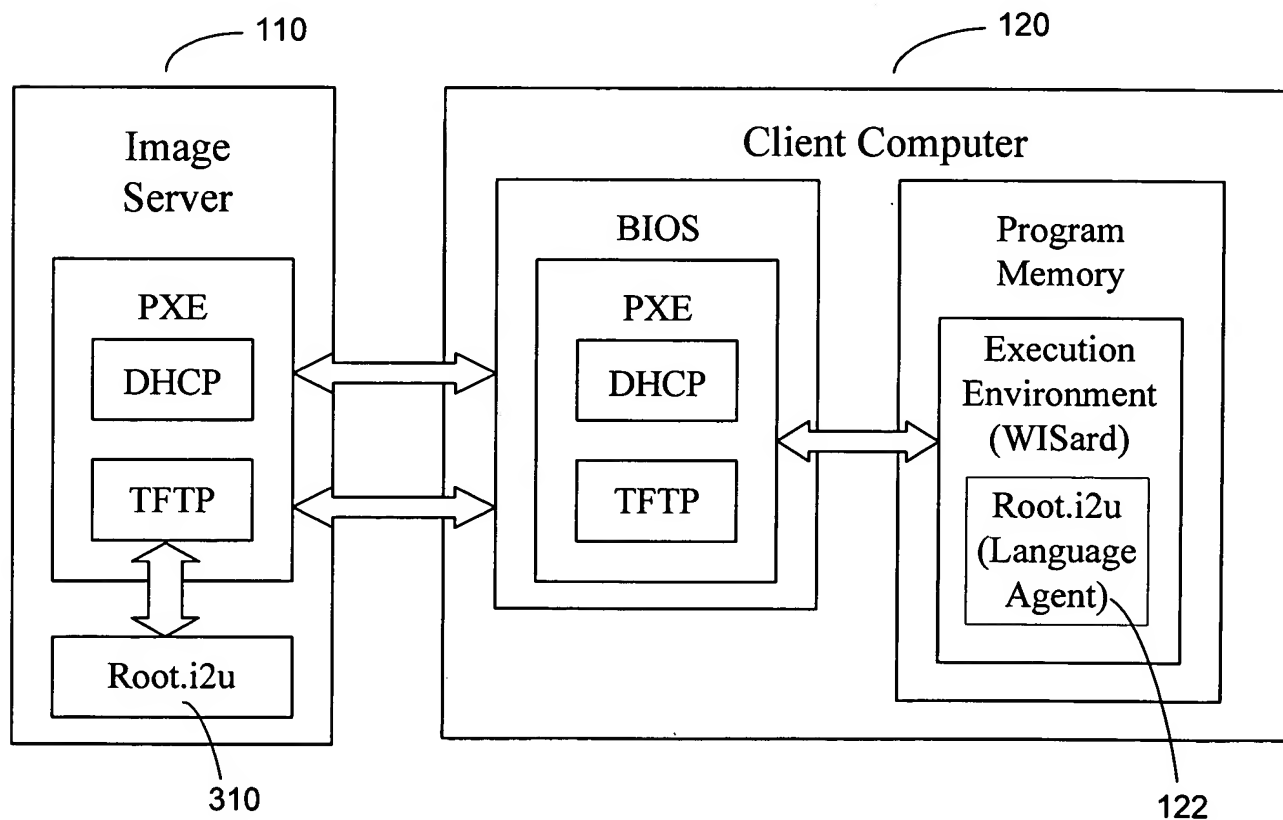 110
120
Image
Server
PXE
DHCP
TFTP
Root.i2u
310
Client Computer
BIOS
PXE
DHCP
TFTP
Program
Memory
Execution
Environment
(WISard)
Root.i2u
(Language
Agent)
122